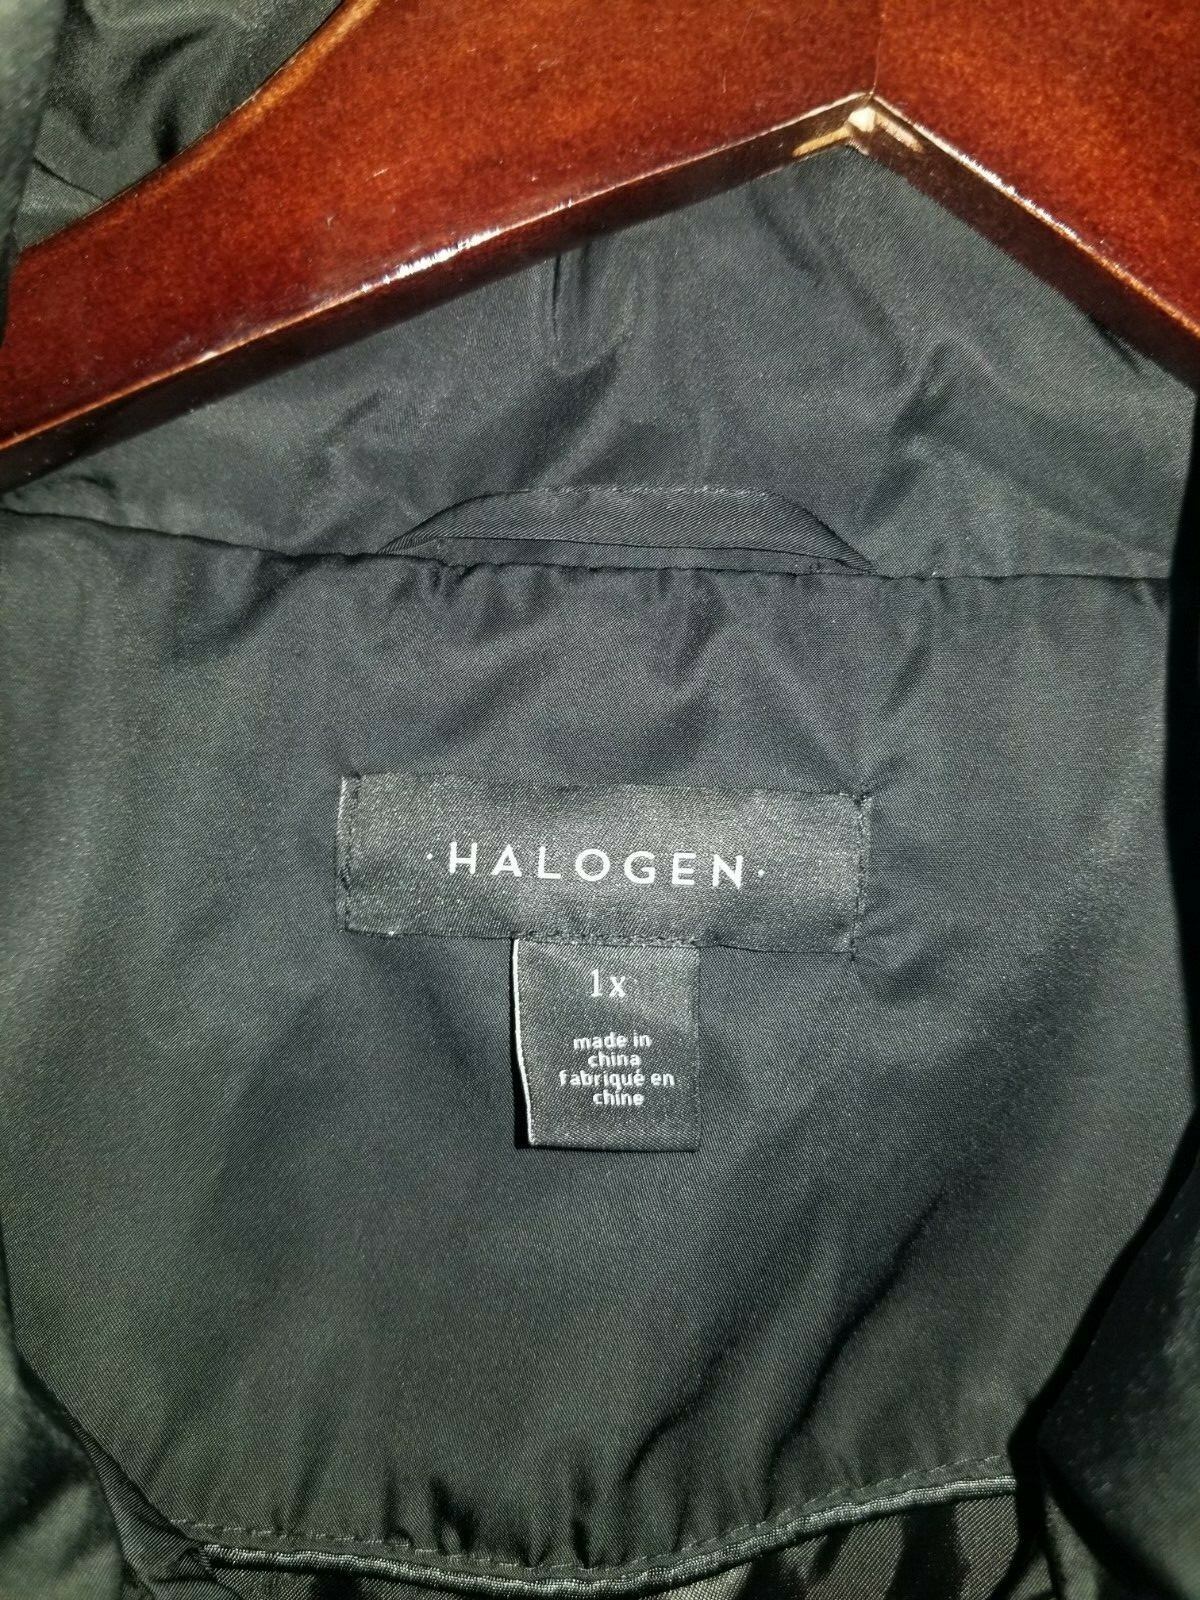 ·HALOGEN·
1x
made in
china
fabriqué en
chine